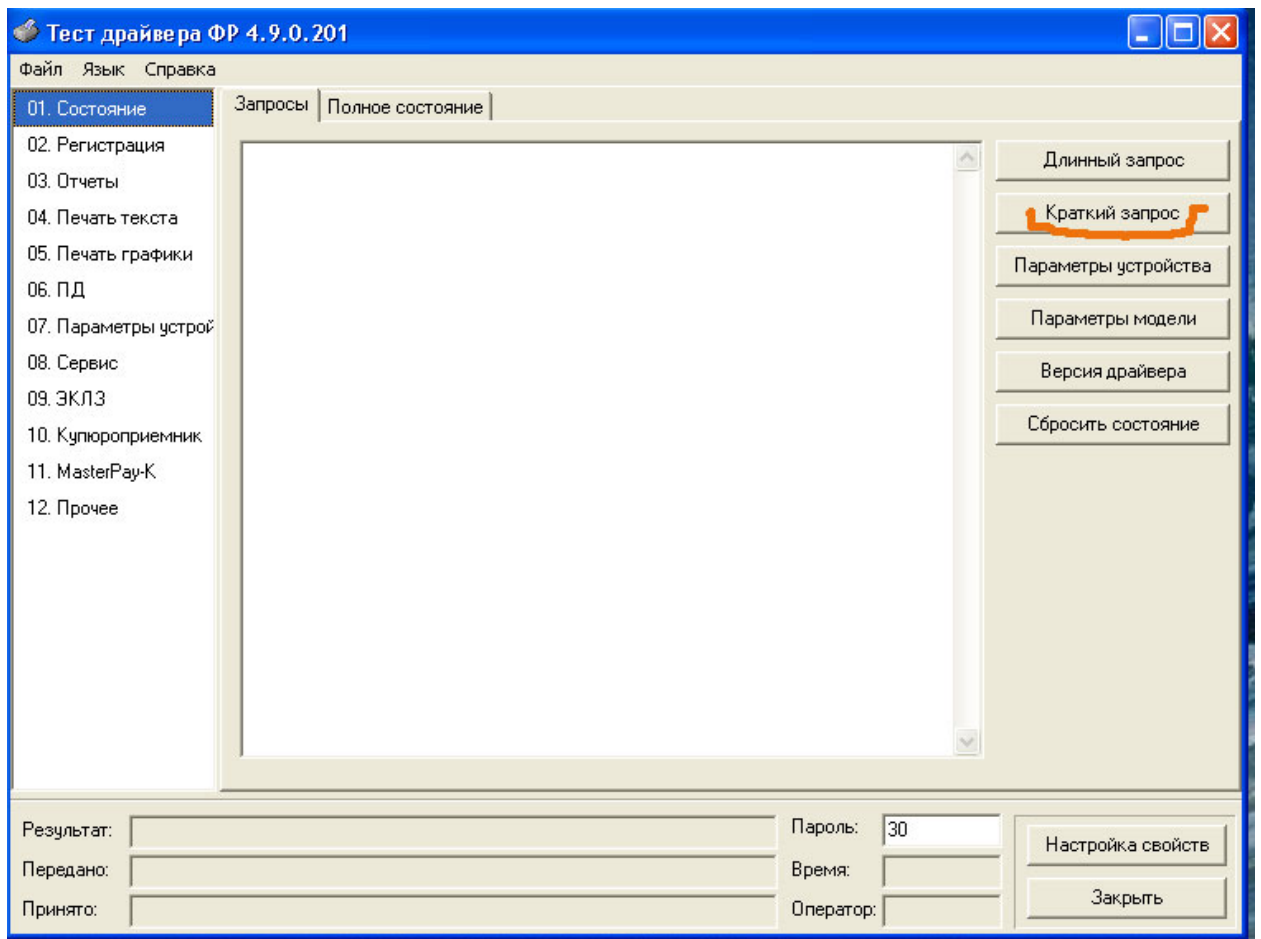 Тест драйвера ФР 4.9.0.201
Файл Язык Справка
01. Состояние
02. Регистрация
03. Отчеты
04. Печать текста
05. Печать графики
06. ПД
07. Параметры устрой
08. Сервис
09. ЭКЛЗ
10. Купюроприемник
11. MasterPay-К
12. Прочее
Запросы Полное состояние
Длинный запрос
Краткий запрос
Параметры устройства
Параметры модели
Версия драйвера
Сбросить состояние
Результат:
Передано:
Принято:
Пароль: 30
Время:
Оператор:
Настройка свойств
Закрыть